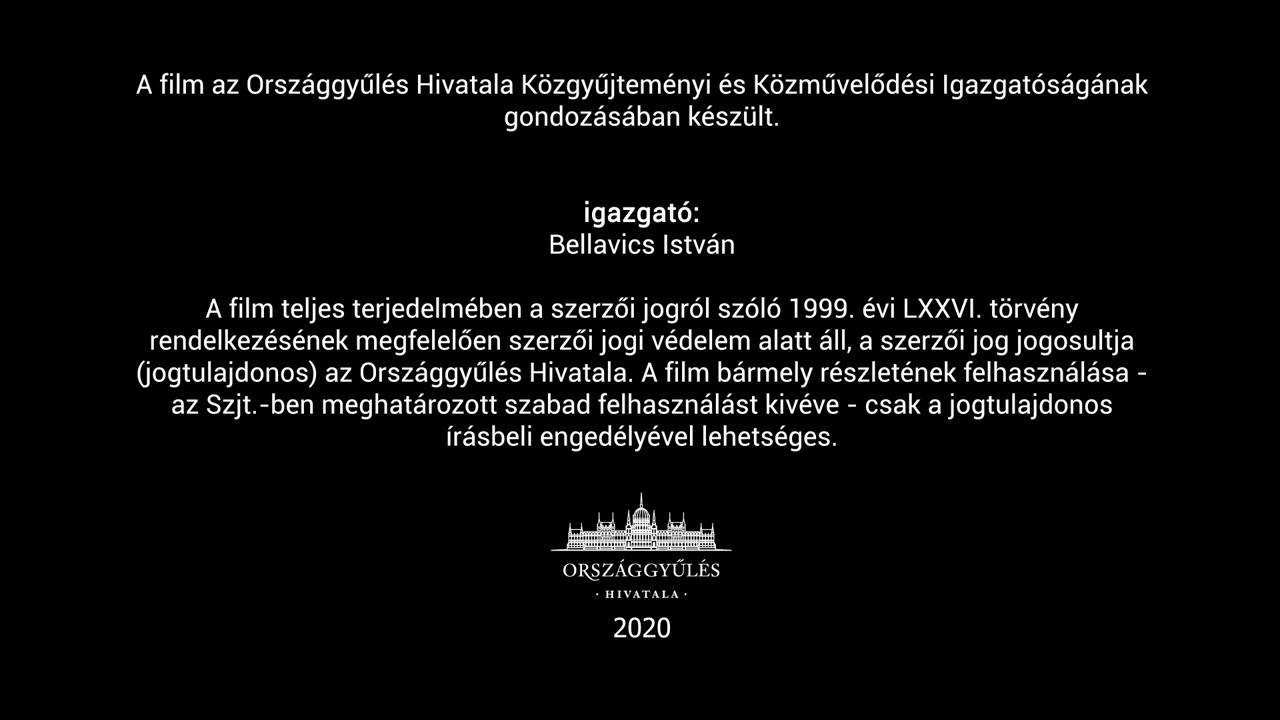 A film az Országgyűlés Hivatala Közgyűjteményi és Közművelődési Igazgatóságának
gondozásában készült.
igazgató:
Bellavics István
A film teljes terjedelmében a szerzői jogról szóló 1999. évi LXXVI. törvény
rendelkezésének megfelelően szerzői jogi védelem alatt áll, a szerzői jog jogosultja
(jogtulajdonos) az Országgyűlés Hivatala. A film bármely részletének felhasználása -
az Szjt.-ben meghatározott szabad felhasználást kivéve - csak a jogtulajdonos
írásbeli engedélyével lehetséges.
ORSZÁGGYŰLÉS
· HIVATALA ·
2020